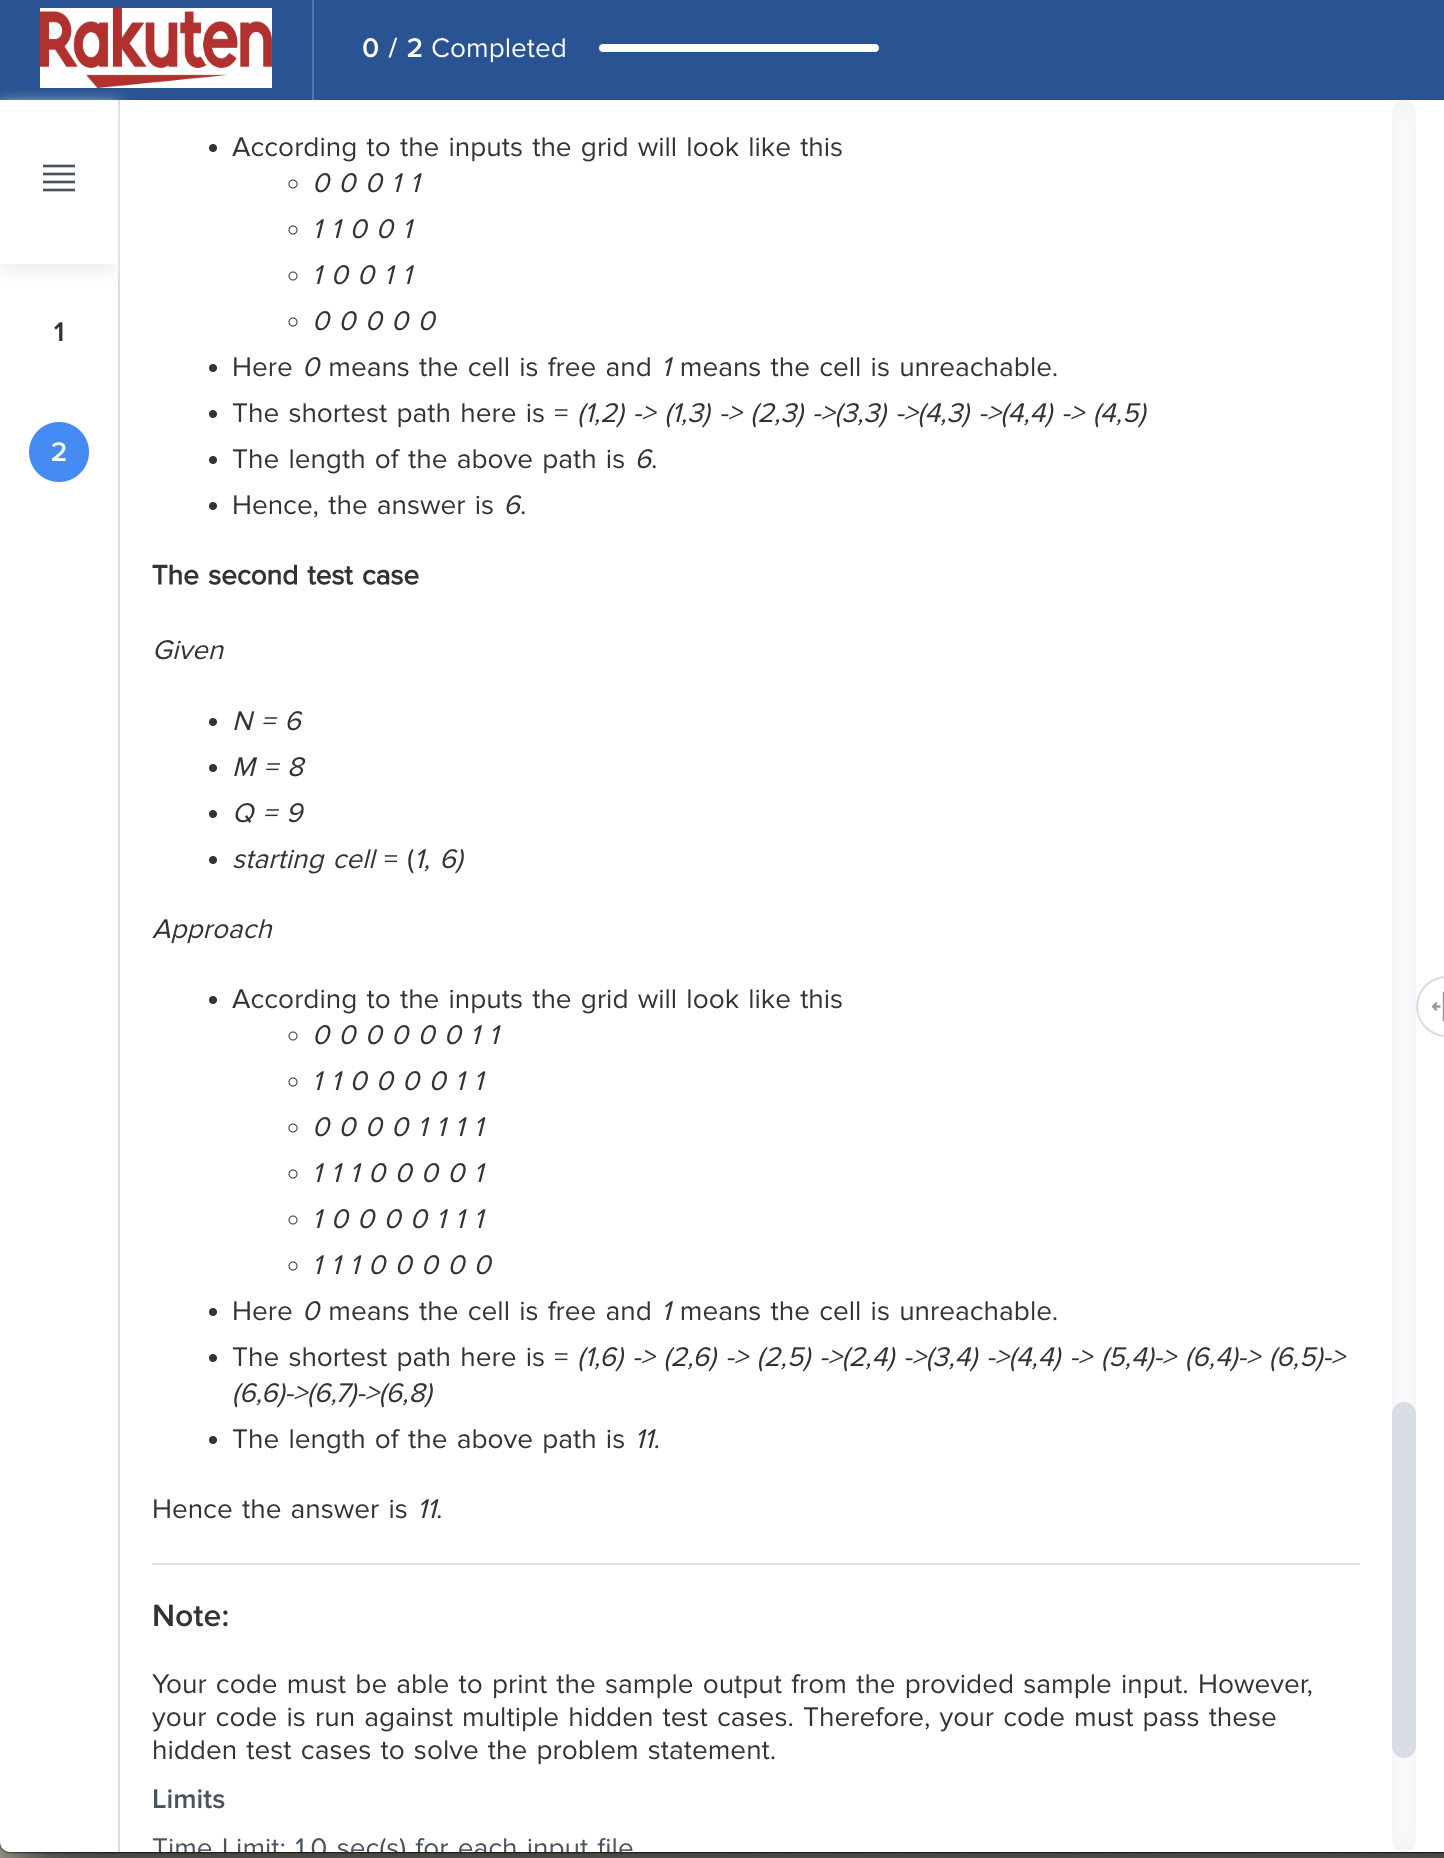 Rakuten
0 / 2 Completed
• According to the inputs the grid will look like this
◦ 0 0 0 1 1
◦ 1 1 0 0 1
◦ 1 0 0 1 1
1
◦ 0 0 0 0 0
• Here 0 means the cell is free and 1 means the cell is unreachable.
• The shortest path here is = (1,2) -> (1,3) -> (2,3) ->(3,3) ->(4,3) ->(4,4) -> (4,5)
2
• The length of the above path is 6.
• Hence, the answer is 6.
The second test case
Given
• N = 6
• M = 8
• Q = 9
• starting cell = (1, 6)
Approach
• According to the inputs the grid will look like this
◦ 0 0 0 0 0 0 1 1
◦ 1 1 0 0 0 0 1 1
◦ 0 0 0 0 1 1 1 1
◦ 1 1 1 0 0 0 0 1
◦ 1 0 0 0 0 1 1 1
◦ 1 1 1 0 0 0 0 0
• Here 0 means the cell is free and 1 means the cell is unreachable.
• The shortest path here is = (1,6) -> (2,6) -> (2,5) ->(2,4) ->(3,4) ->(4,4) -> (5,4)-> (6,4)-> (6,5)->
(6,6)->(6,7)->(6,8)
• The length of the above path is 11.
Hence the answer is 11.
Note:
Your code must be able to print the sample output from the provided sample input. However,
your code is run against multiple hidden test cases. Therefore, your code must pass these
hidden test cases to solve the problem statement.
Limits
Time Limit: 1.0 sec(s) for each input file